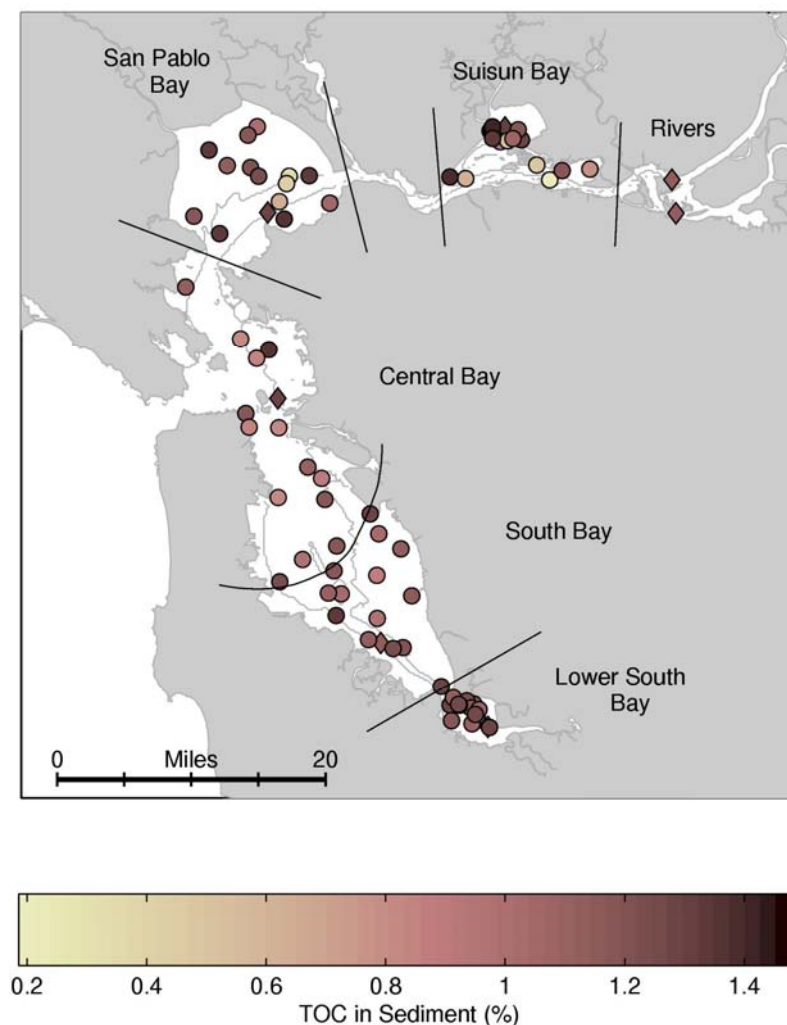 San Pablo
Bay
Suisun Bay
Rivers
Central Bay
South Bay
Lower South
Bay
0 Miles 20
0.2 0.4 0.6 0.8 1 1.2 1.4
TOC in Sediment (%)